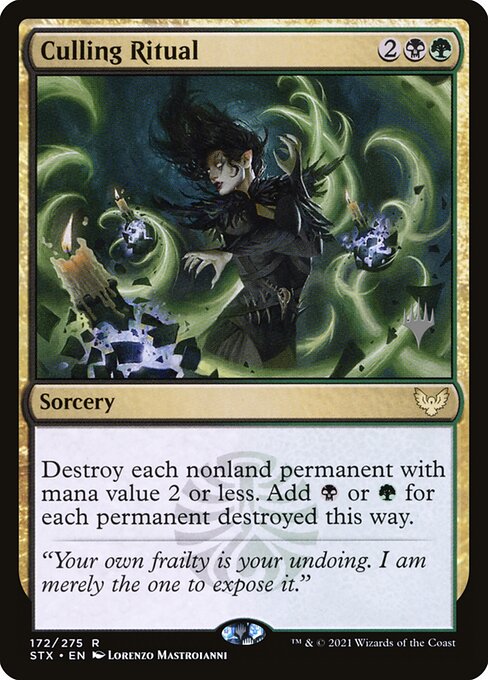 Culling Ritual 2
Sorcery
Destroy each nonland permanent with
mana value 2 or less. Add or for
each permanent destroyed this way.
“Your own frailty is your undoing. I am
merely the one to expose it.”
172/275 R
STX • EN Lorenzo Mastroianni
™ & © 2021 Wizards of the Coast